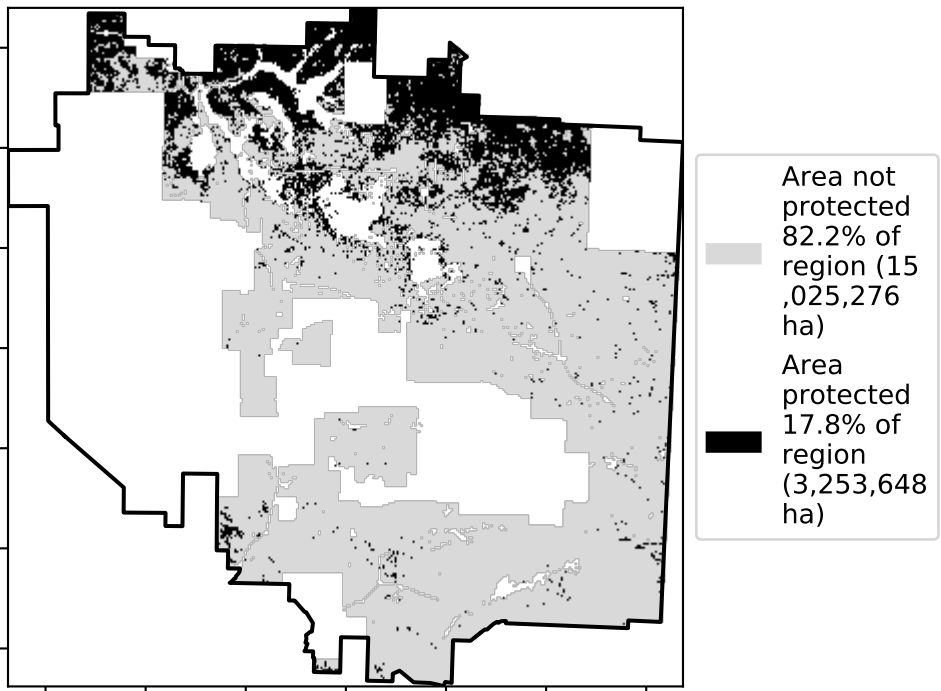 Area not
protected
82.2% of
region (15
,025,276
ha)
Area
protected
17.8% of
region
(3,253,648
ha)